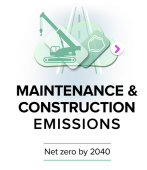 MAINTENANCE &
CONSTRUCTION
EMISSIONS
Net zero by 2040